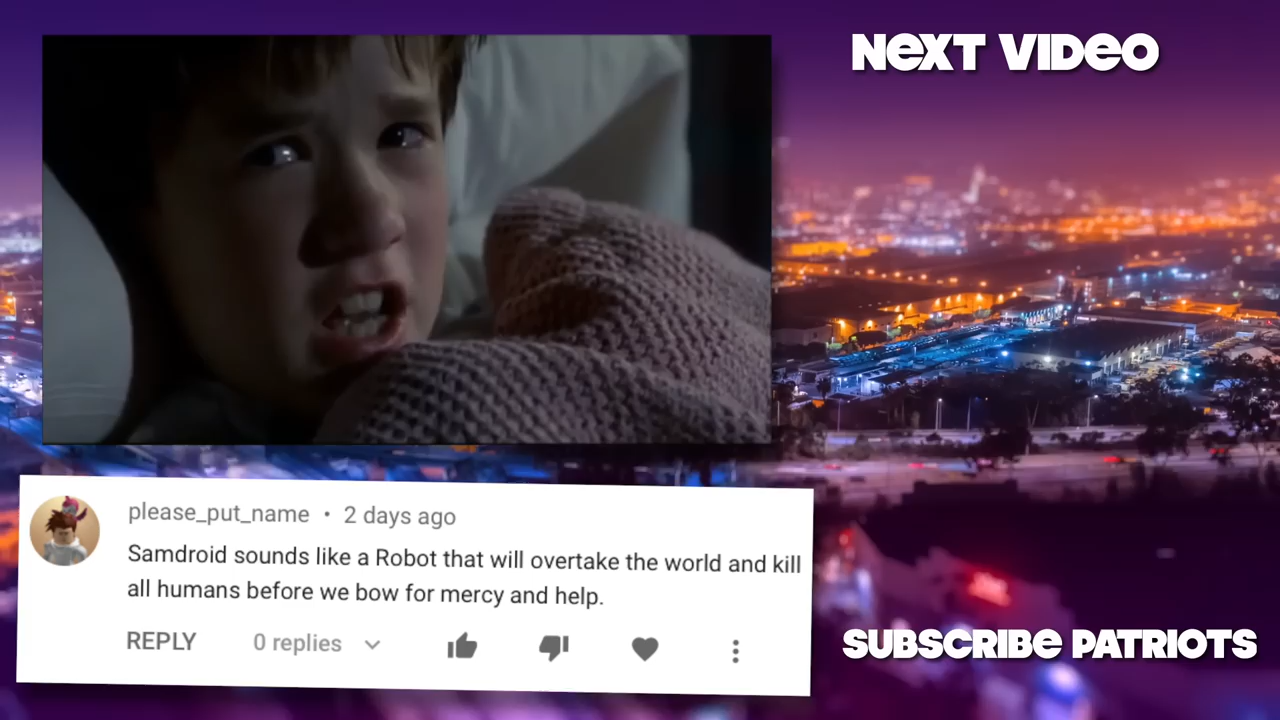 NEXT VIDEO
please_put_name • 2 days ago
Samdroid sounds like a Robot that will overtake the world and kill
all humans before we bow for mercy and help.
REPLY 0 replies
SUBSCRIBE PATRIOTS